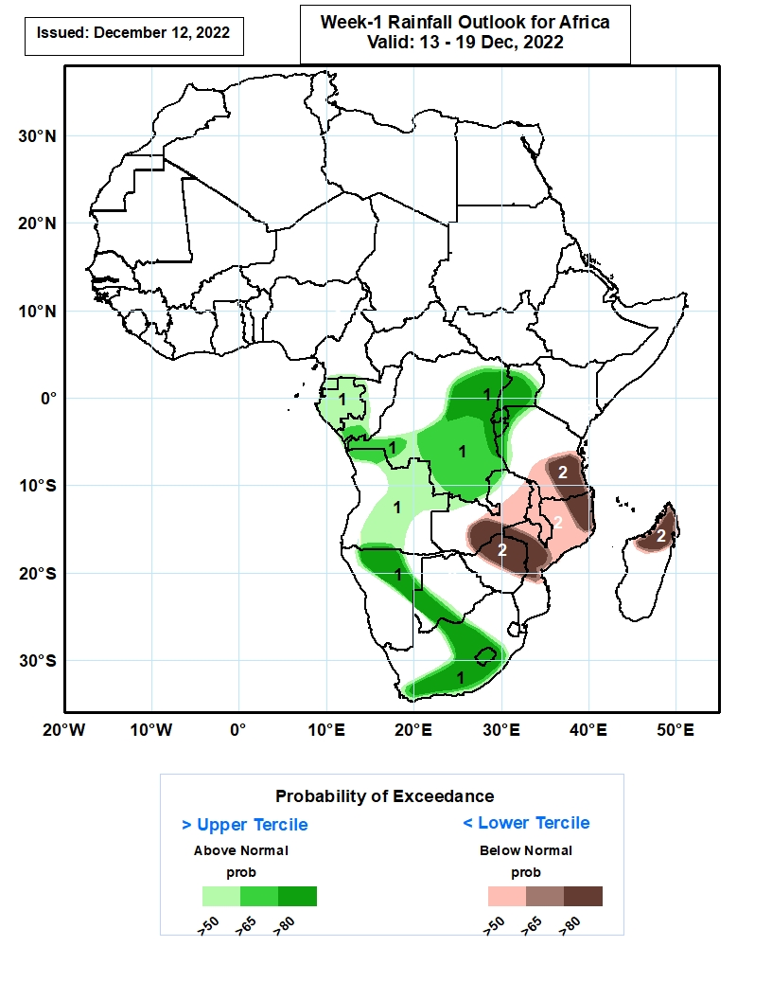 Issued: December 12, 2022
Week-1 Rainfall Outlook for Africa
Valid: 13 - 19 Dec, 2022
30°N
20°N
10°N
0°
10°S
20°S
30°S
1
1
1
1
1
1
1
2
2
2
2
20°W
10°W
0°
10°E
20°E
30°E
40°E
50°E
Probability of Exceedance
> Upper Tercile
< Lower Tercile
Above Normal
Below Normal
prob
prob
>50
>65
>80
>50
>65
>80